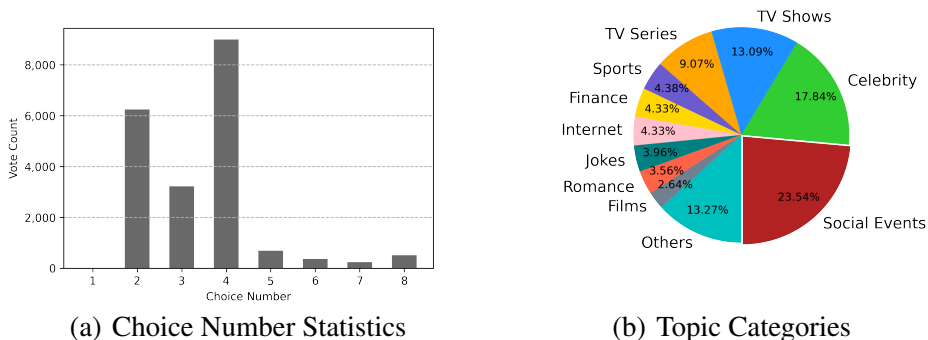 8,000
6,000
4,000
2,000
0
Vote Count
1 2 3 4 5 6 7 8
Choice Number
(a) Choice Number Statistics
TV Shows
13.09%
TV Series
9.07%
Sports
4.38%
Celebrity
17.84%
Finance
4.33%
Internet
4.33%
Jokes
3.96%
Romance
3.56%
Films
2.64%
Others
13.27%
Social Events
23.54%
(b) Topic Categories